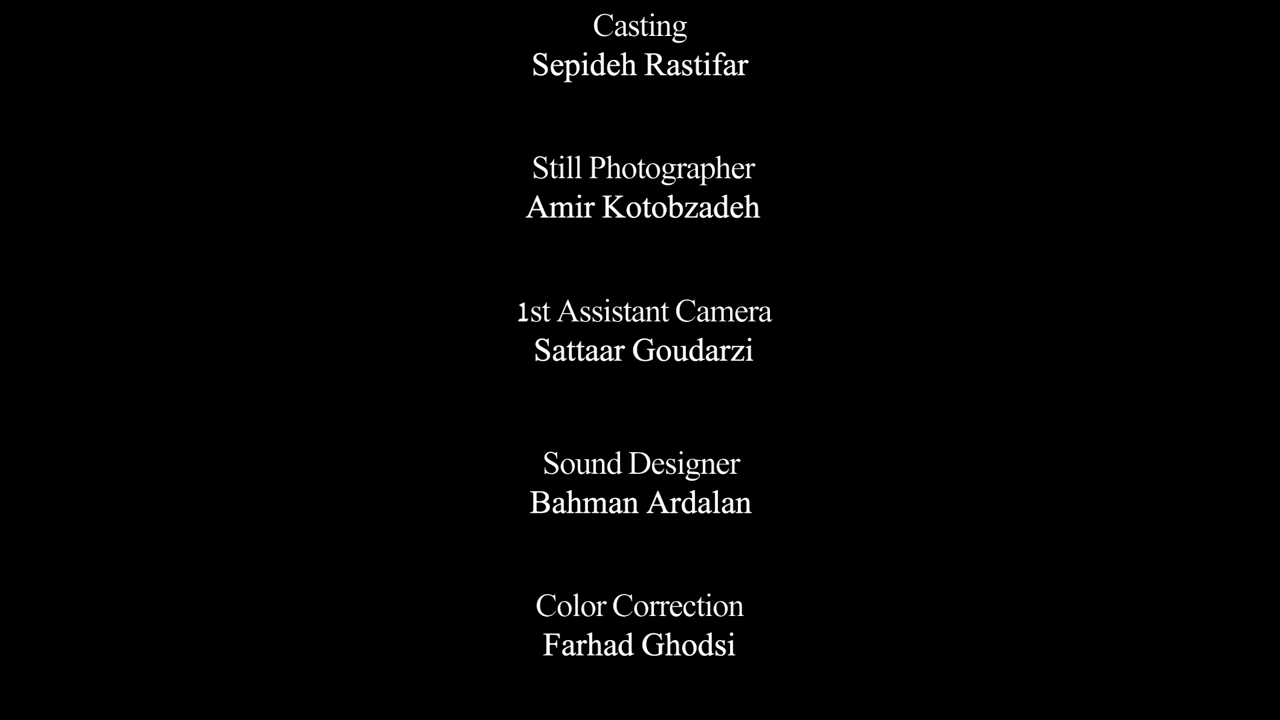 Casting
Sepideh Rastifar
Still Photographer
Amir Kotobzadeh
1st Assistant Camera
Sattaar Goudarzi
Sound Designer
Bahman Ardalan
Color Correction
Farhad Ghodsi